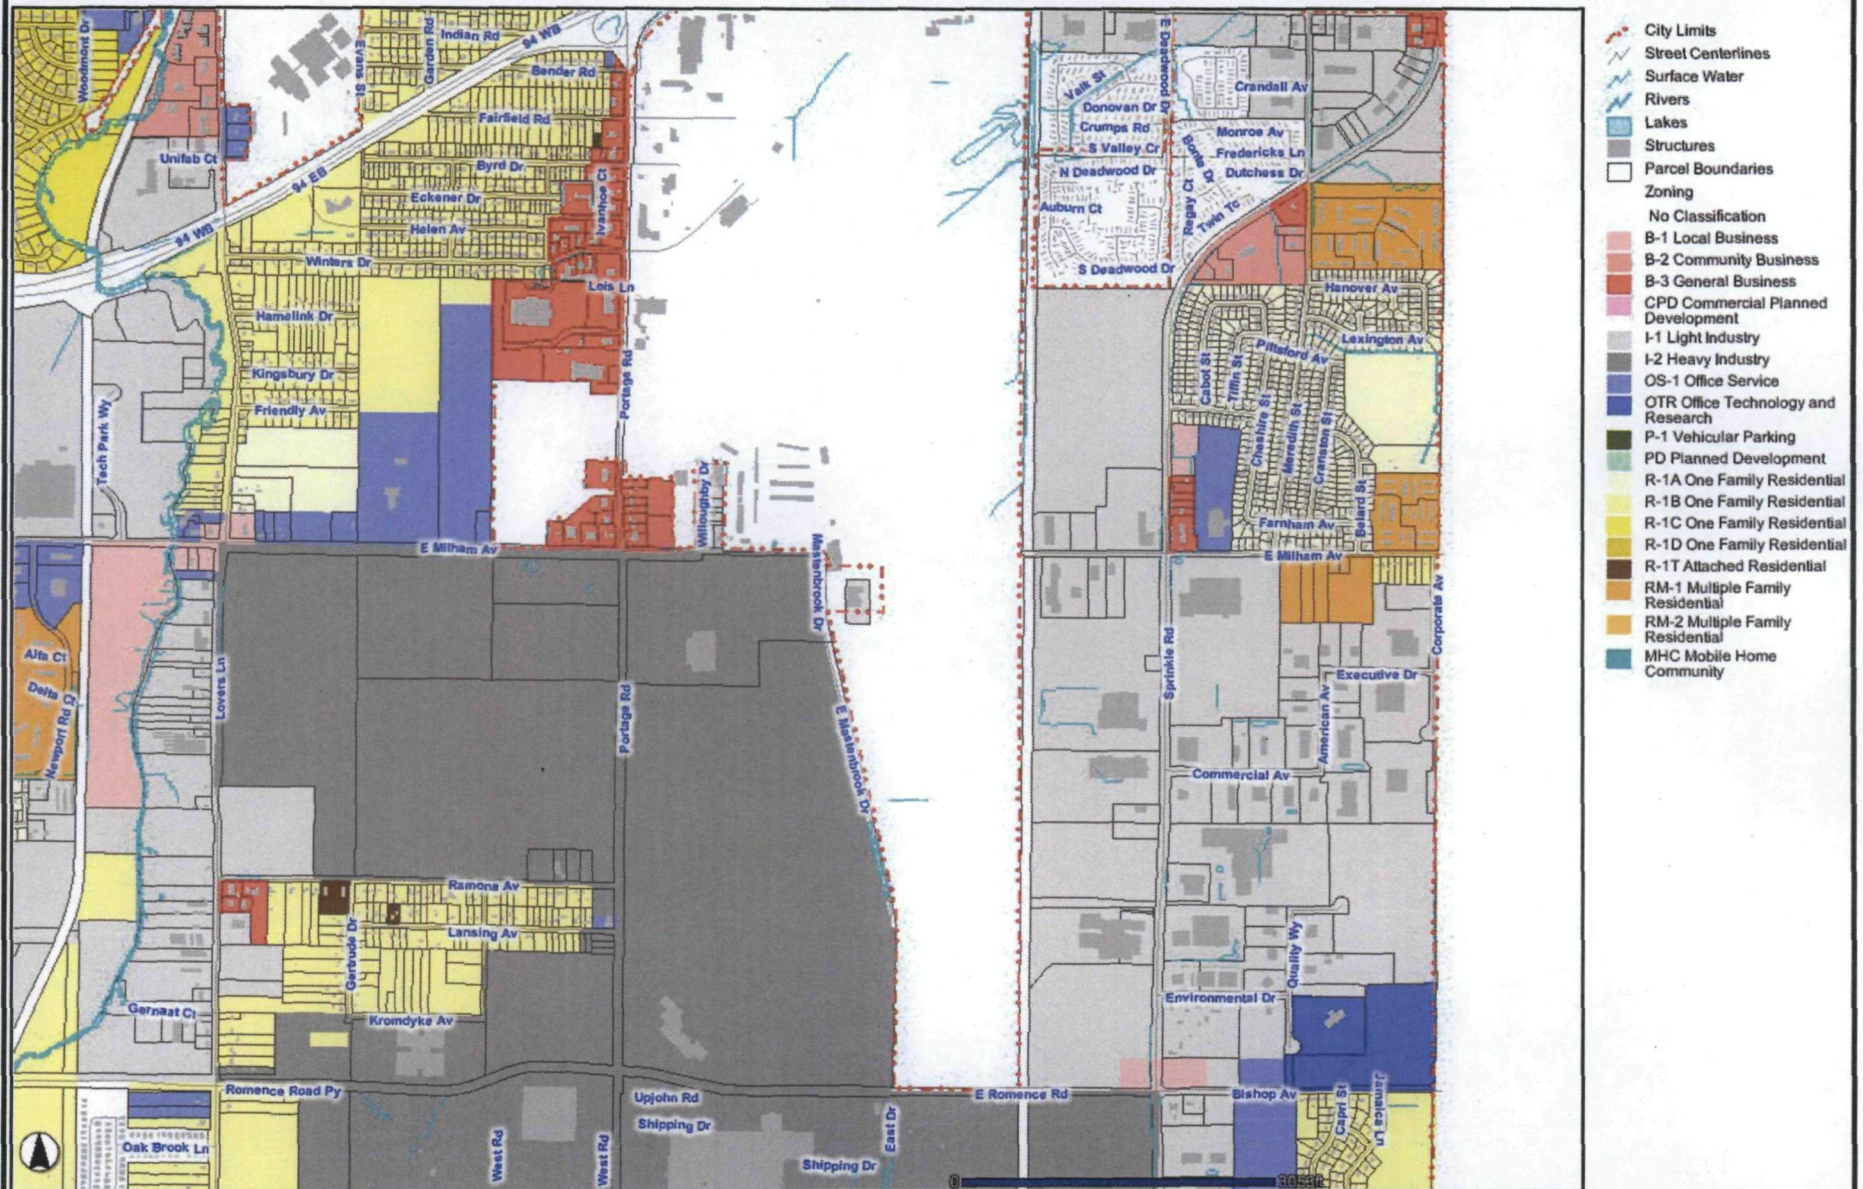 Woodmont Dr
Evans St
Garden Rd
Indian Rd
94 WB
Bender Rd
Fairfield Rd
Unifab Ct
Byrd Dr
94 EB
Eckener Dr
Ivanhoe Ct
Helen Av
94 WB
Winters Dr
Lois Ln
Hamelink Dr
Kingsbury Dr
Portage Rd
Friendly Av
Tech Park Wy
Willoughby Dr
E Milham Av
Mastenbrook Dr
Alfa Ct
Delta Ct
Newport Rd
Lovers Ln
Portage Rd
E Mastenbrook Dr
Ramona Av
Lansing Av
Gertrude Dr
Gernaat Ct
Kromdyke Av
Romence Road Py
Upjohn Rd
Shipping Dr
Oak Brook Ln
West Rd
West Rd
Shipping Dr
East Dr
E Romence Rd
E Deadwood Dr
Valk St
Donovan Dr
Crumps Rd
S Valley Cr
N Deadwood Dr
Auburn Ct
S Deadwood Dr
Crandall Av
Monroe Av
Fredericks Ln
Dutchess Dr
Bonte Dr
Regay Ct
Twin Tc
Hanover Av
Lexington Av
Pittsford Av
Cabot St
Tiffin St
Cheshire St
Meredith St
Cranston St
Belard St
Farnham Av
E Milham Av
Corporate Av
Sprinkle Rd
Executive Dr
American Av
Commercial Av
Quality Wy
Environmental Dr
Bishop Av
Capri St
Jamaica Ln
0
City Limits
Street Centerlines
Surface Water
Rivers
Lakes
Structures
Parcel Boundaries
Zoning
No Classification
B-1 Local Business
B-2 Community Business
B-3 General Business
CPD Commercial Planned
Development
I-1 Light Industry
I-2 Heavy Industry
OS-1 Office Service
OTR Office Technology and
Research
P-1 Vehicular Parking
PD Planned Development
R-1A One Family Residential
R-1B One Family Residential
R-1C One Family Residential
R-1D One Family Residential
R-1T Attached Residential
RM-1 Multiple Family
Residential
RM-2 Multiple Family
Residential
MHC Mobile Home
Community